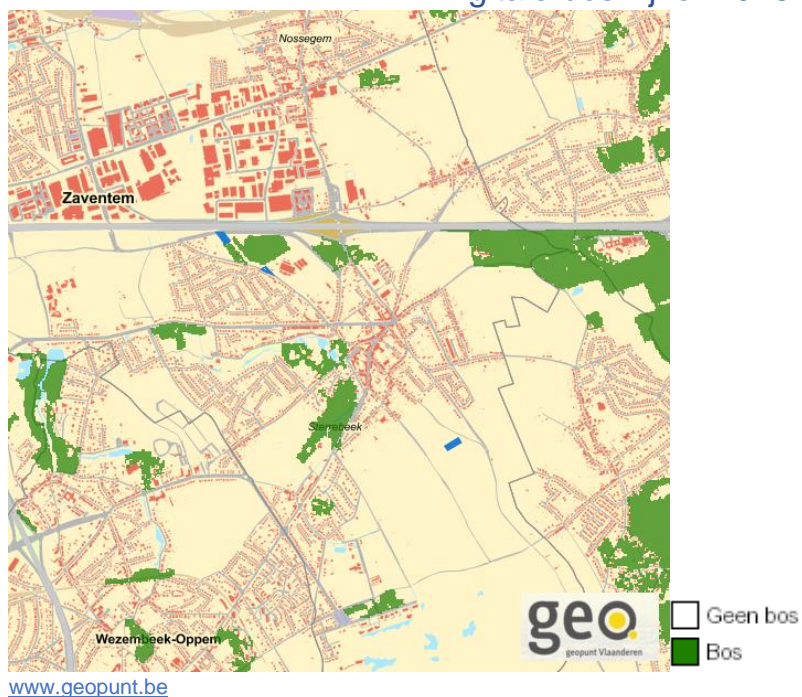 Nossegem
Zaventem
Sterrebeek
Wezembeek-Oppem
geo.
geopunt Vlaanderen
Geen bos
Bos
www.geopunt.be